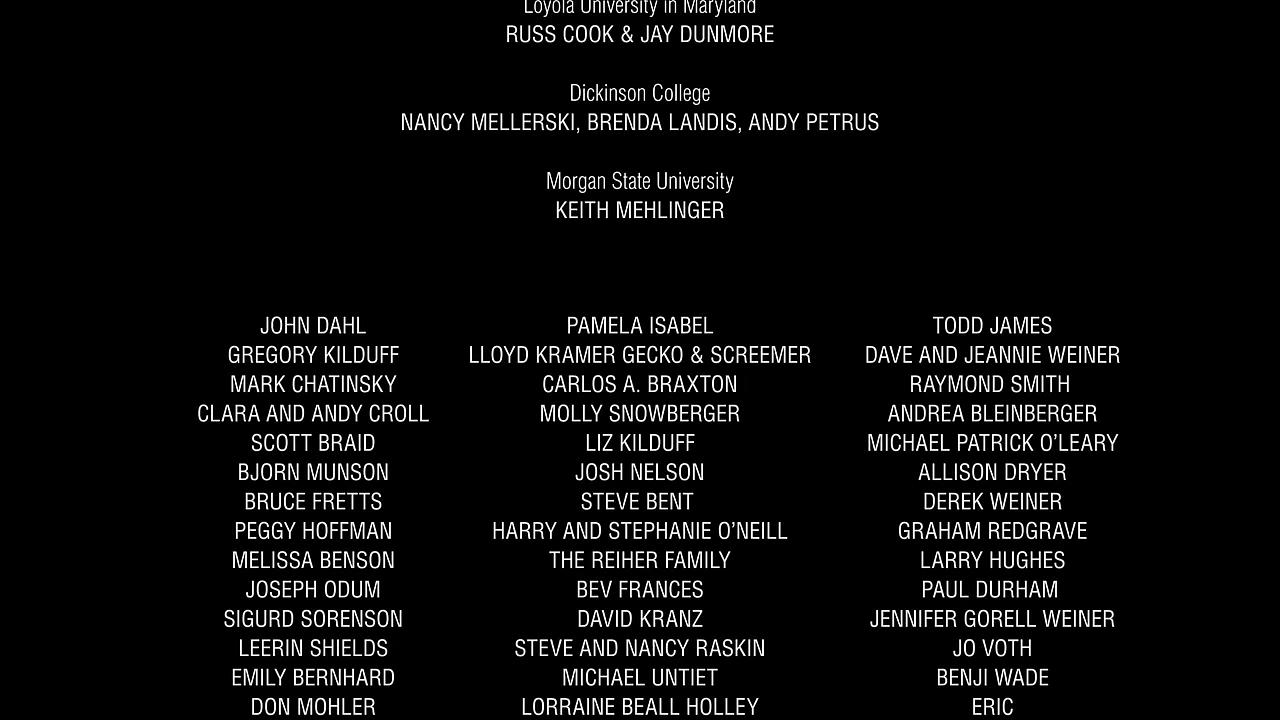 Loyola University in Maryland
RUSS COOK & JAY DUNMORE
Dickinson College
NANCY MELLERSKI, BRENDA LANDIS, ANDY PETRUS
Morgan State University
KEITH MEHLINGER
JOHN DAHL PAMELA ISABEL TODD JAMES
GREGORY KILDUFF LLOYD KRAMER GECKO & SCREEMER DAVE AND JEANNIE WEINER
MARK CHATINSKY CARLOS A. BRAXTON RAYMOND SMITH
CLARA AND ANDY CROLL MOLLY SNOWBERGER ANDREA BLEINBERGER
SCOTT BRAID LIZ KILDUFF MICHAEL PATRICK O’LEARY
BJORN MUNSON JOSH NELSON ALLISON DRYER
BRUCE FRETTS STEVE BENT DEREK WEINER
PEGGY HOFFMAN HARRY AND STEPHANIE O’NEILL GRAHAM REDGRAVE
MELISSA BENSON THE REIHER FAMILY LARRY HUGHES
JOSEPH ODUM BEV FRANCES PAUL DURHAM
SIGURD SORENSON DAVID KRANZ JENNIFER GORELL WEINER
LEERIN SHIELDS STEVE AND NANCY RASKIN JO VOTH
EMILY BERNHARD MICHAEL UNTIET BENJI WADE
DON MOHLER LORRAINE BEALL HOLLEY ERIC